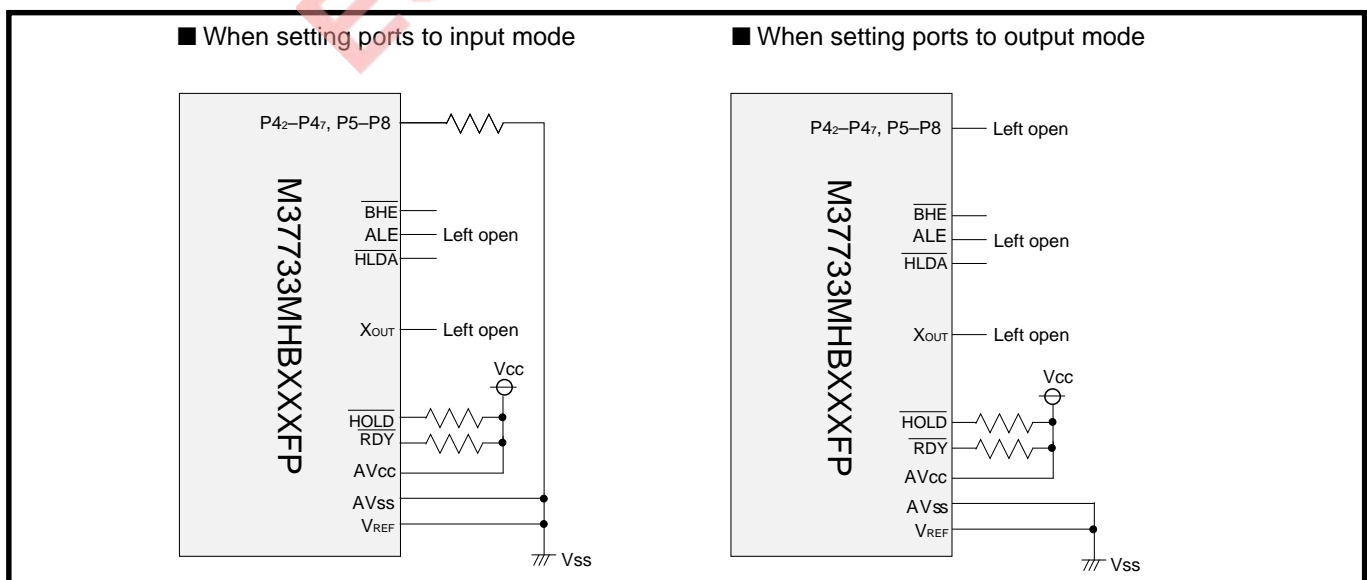 ■ When setting ports to input mode
P42–P47, P5–P8
M37733MHBXXXFP
BHE
ALE
Left open
HLDA
XOUT
Left open
Vcc
HOLD
RDY
AVcc
AVss
VREF
Vss
■ When setting ports to output mode
P42–P47, P5–P8
Left open
M37733MHBXXXFP
BHE
ALE
Left open
HLDA
XOUT
Left open
Vcc
HOLD
RDY
AVcc
AVss
VREF
Vss